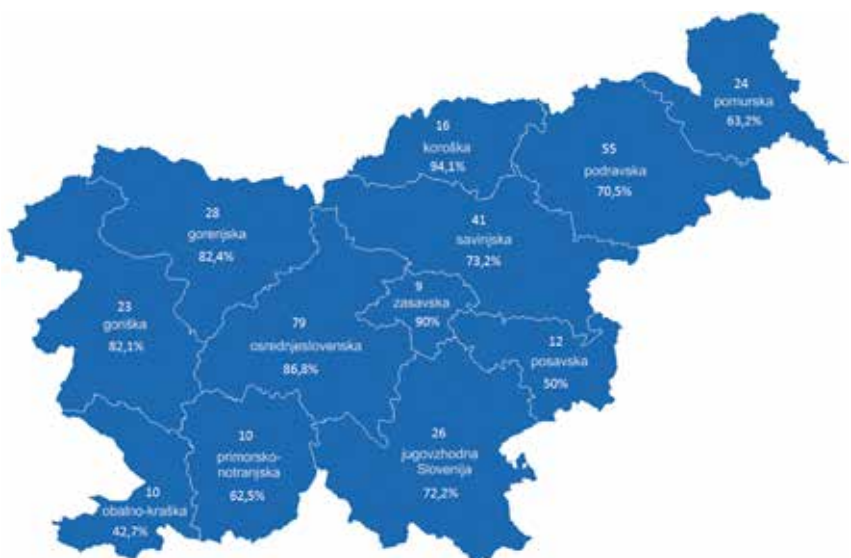 24
pomurska
63,2%
16
koroška
94,1%
55
podravska
70,5%
28
gorenjska
82,4%
41
savinjska
73,2%
9
zasavska
90%
23
goriška
82,1%
79
osrednjeslovenska
86,8%
12
posavska
50%
10
primorsko-
notranjska
62,5%
26
jugovzhodna
Slovenija
72,2%
10
obalno-kraška
42,7%